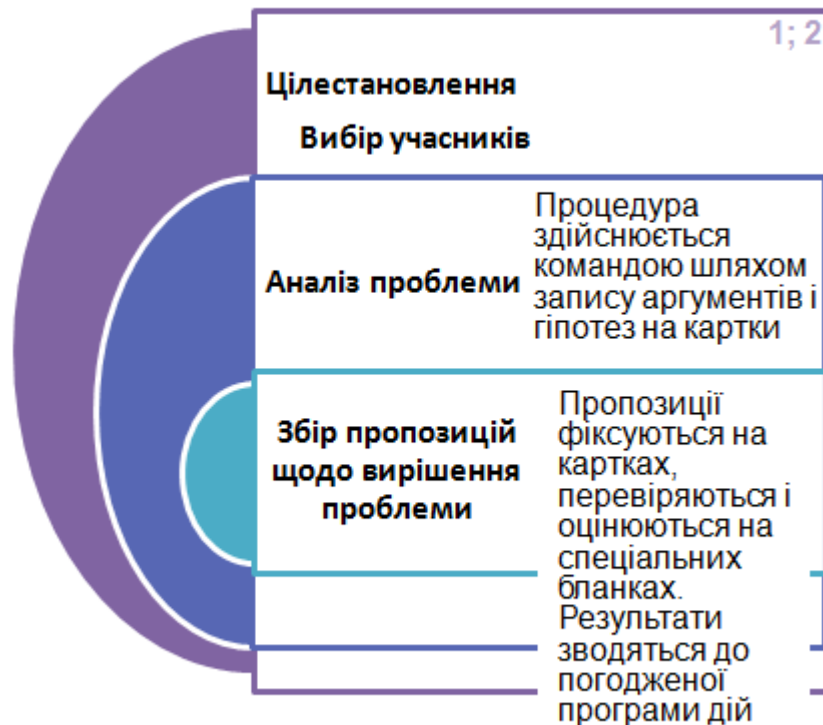 1; 2
Цілестановлення
Вибір учасників
Аналіз проблеми
Процедура
здійснюється
командою шляхом
запису аргументів і
гіпотез на картки
Збір пропозицій
щодо вирішення
проблеми
Пропозиції
фіксуються на
картках,
перевіряються і
оцінюються на
спеціальних
бланках.
Результати
зводяться до
погодженої
програми дій